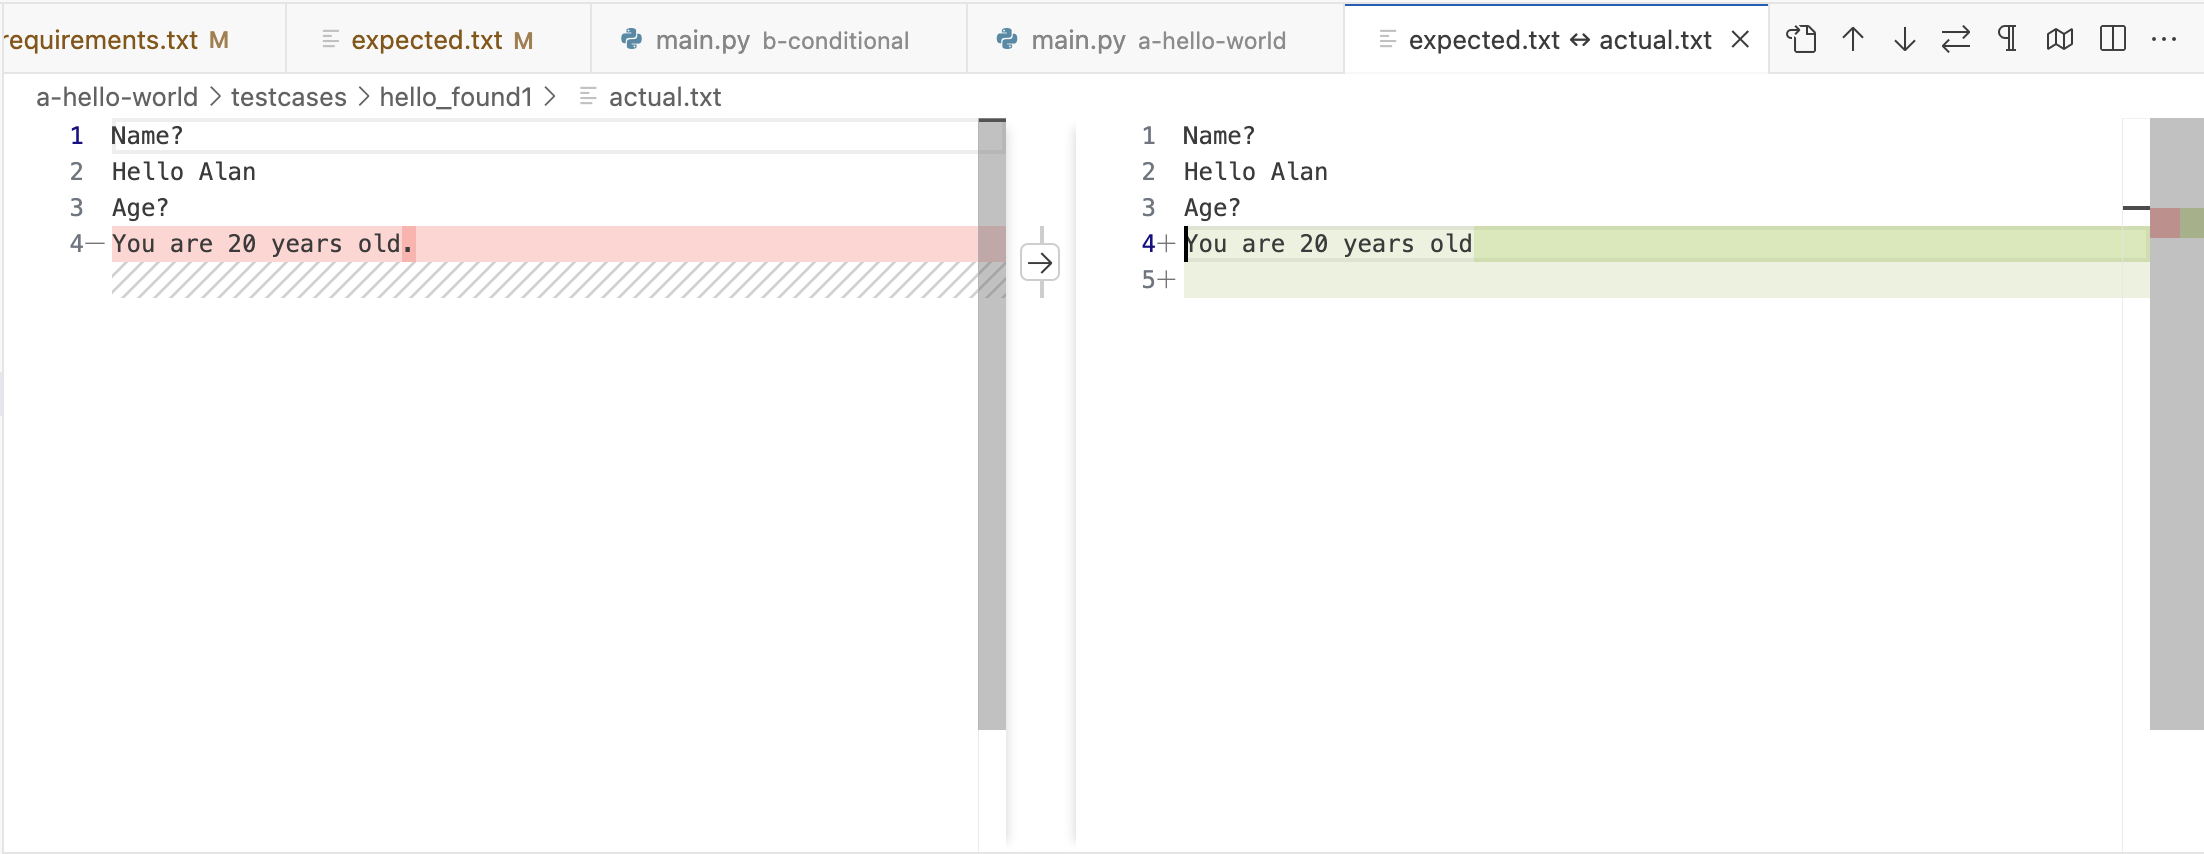 requirements.txt M
expected.txt M
main.py b-conditional
main.py a-hello-world
expected.txt ↔ actual.txt
a-hello-world > testcases > hello_found1 > actual.txt
1 Name?
2 Hello Alan
3 Age?
4— You are 20 years old.
1 Name?
2 Hello Alan
3 Age?
4+ You are 20 years old
5+